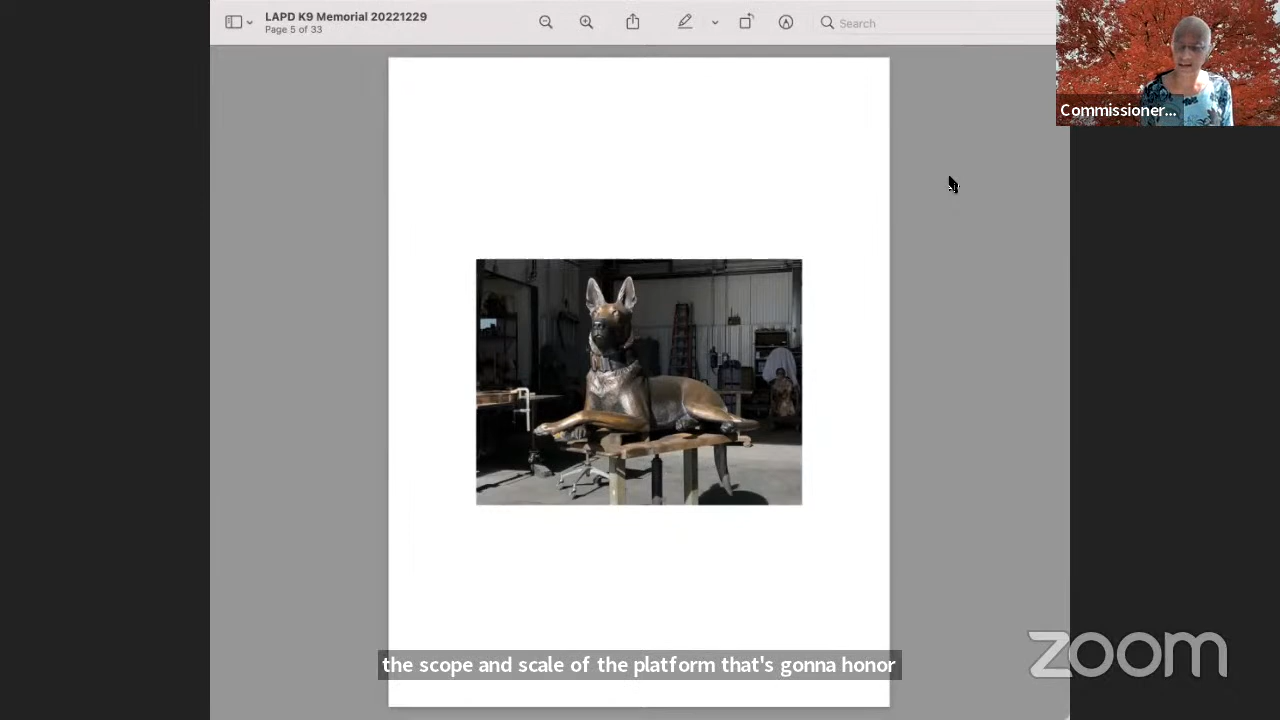 LAPD K9 Memorial 20221229
Page 5 of 33
Search
Commissioner...
the scope and scale of the platform that's gonna honor
zoom